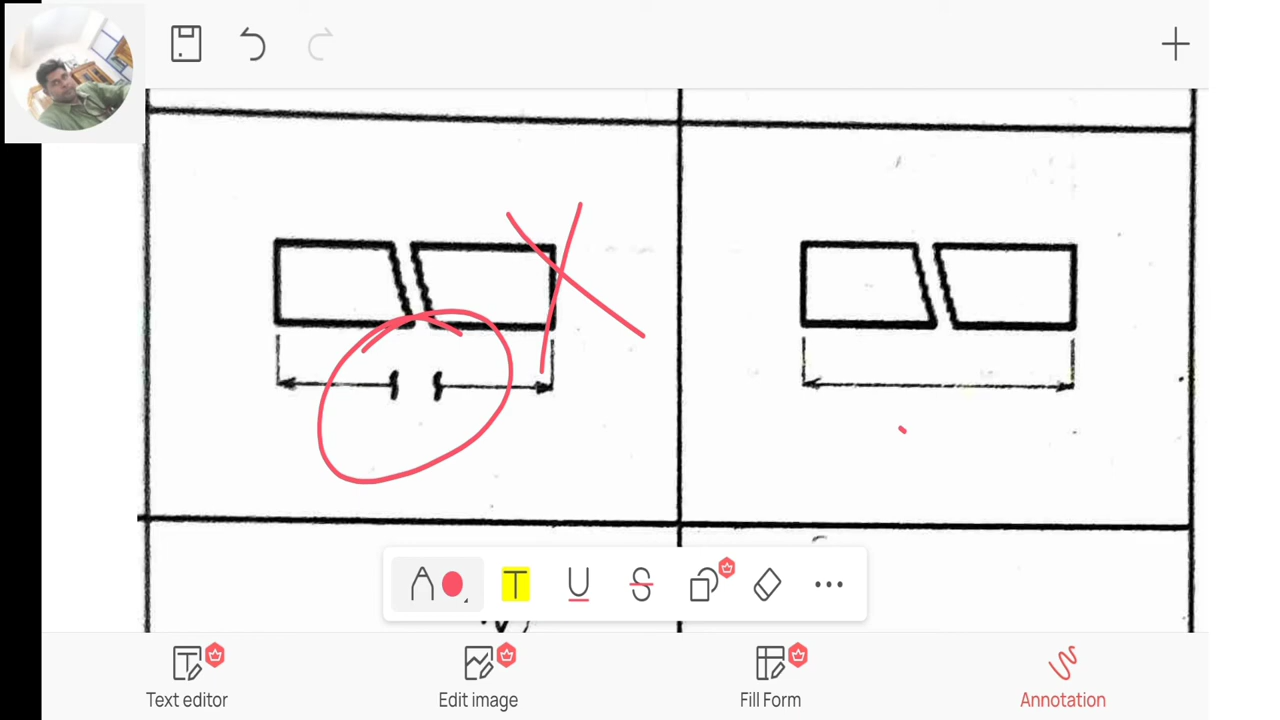 T
U
S
Text editor
Edit image
Fill Form
Annotation